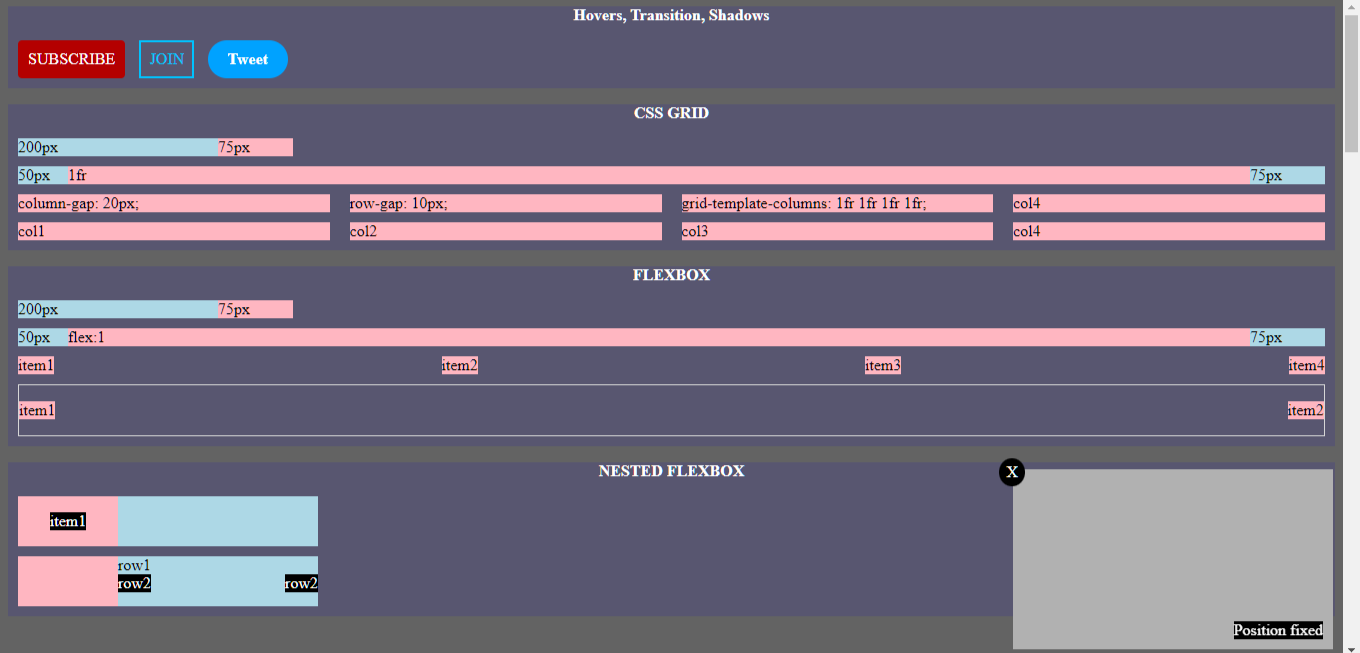 Hovers, Transition, Shadows
SUBSCRIBE JOIN Tweet
CSS GRID
200px 75px
50px 1fr 75px
column-gap: 20px; row-gap: 10px; grid-template-columns: 1fr 1fr 1fr 1fr; col4
col1 col2 col3 col4
FLEXBOX
200px 75px
50px flex:1 75px
item1 item2 item3 item4
item1 item2
NESTED FLEXBOX
X
item1
row1
row2 row2
Position fixed